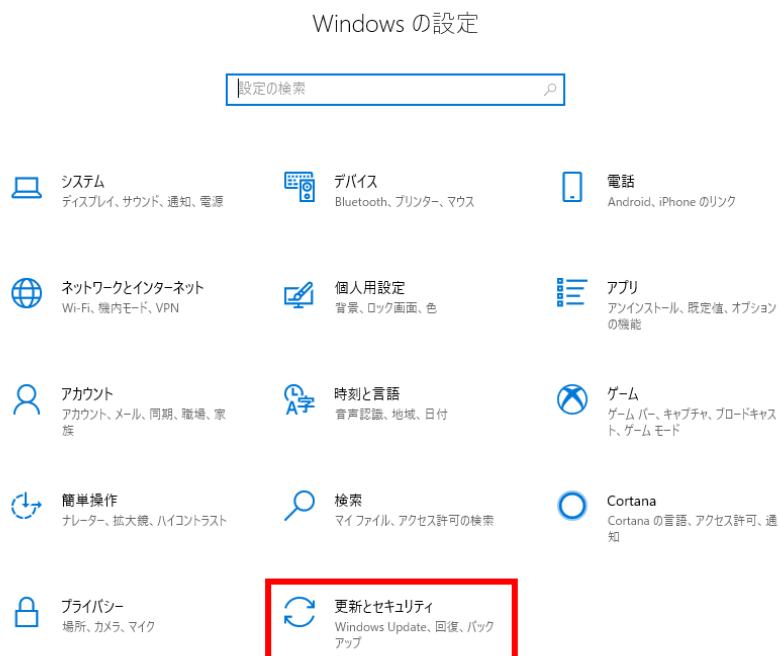 Windows の設定
設定の検索
システム
ディスプレイ、サウンド、通知、電源
デバイス
Bluetooth、プリンター、マウス
電話
Android、iPhone のリンク
ネットワークとインターネット
Wi-Fi、機内モード、VPN
個人用設定
背景、ロック画面、色
アプリ
アンインストール、既定値、オプション
の機能
アカウント
アカウント、メール、同期、職場、家
族
時刻と言語
音声認識、地域、日付
ゲーム
ゲーム バー、キャプチャ、ブロードキャス
ト、ゲーム モード
簡単操作
ナレーター、拡大鏡、ハイコントラスト
検索
マイ ファイル、アクセス許可の検索
Cortana
Cortana の言語、アクセス許可、通
知
プライバシー
場所、カメラ、マイク
更新とセキュリティ
Windows Update、回復、バック
アップ